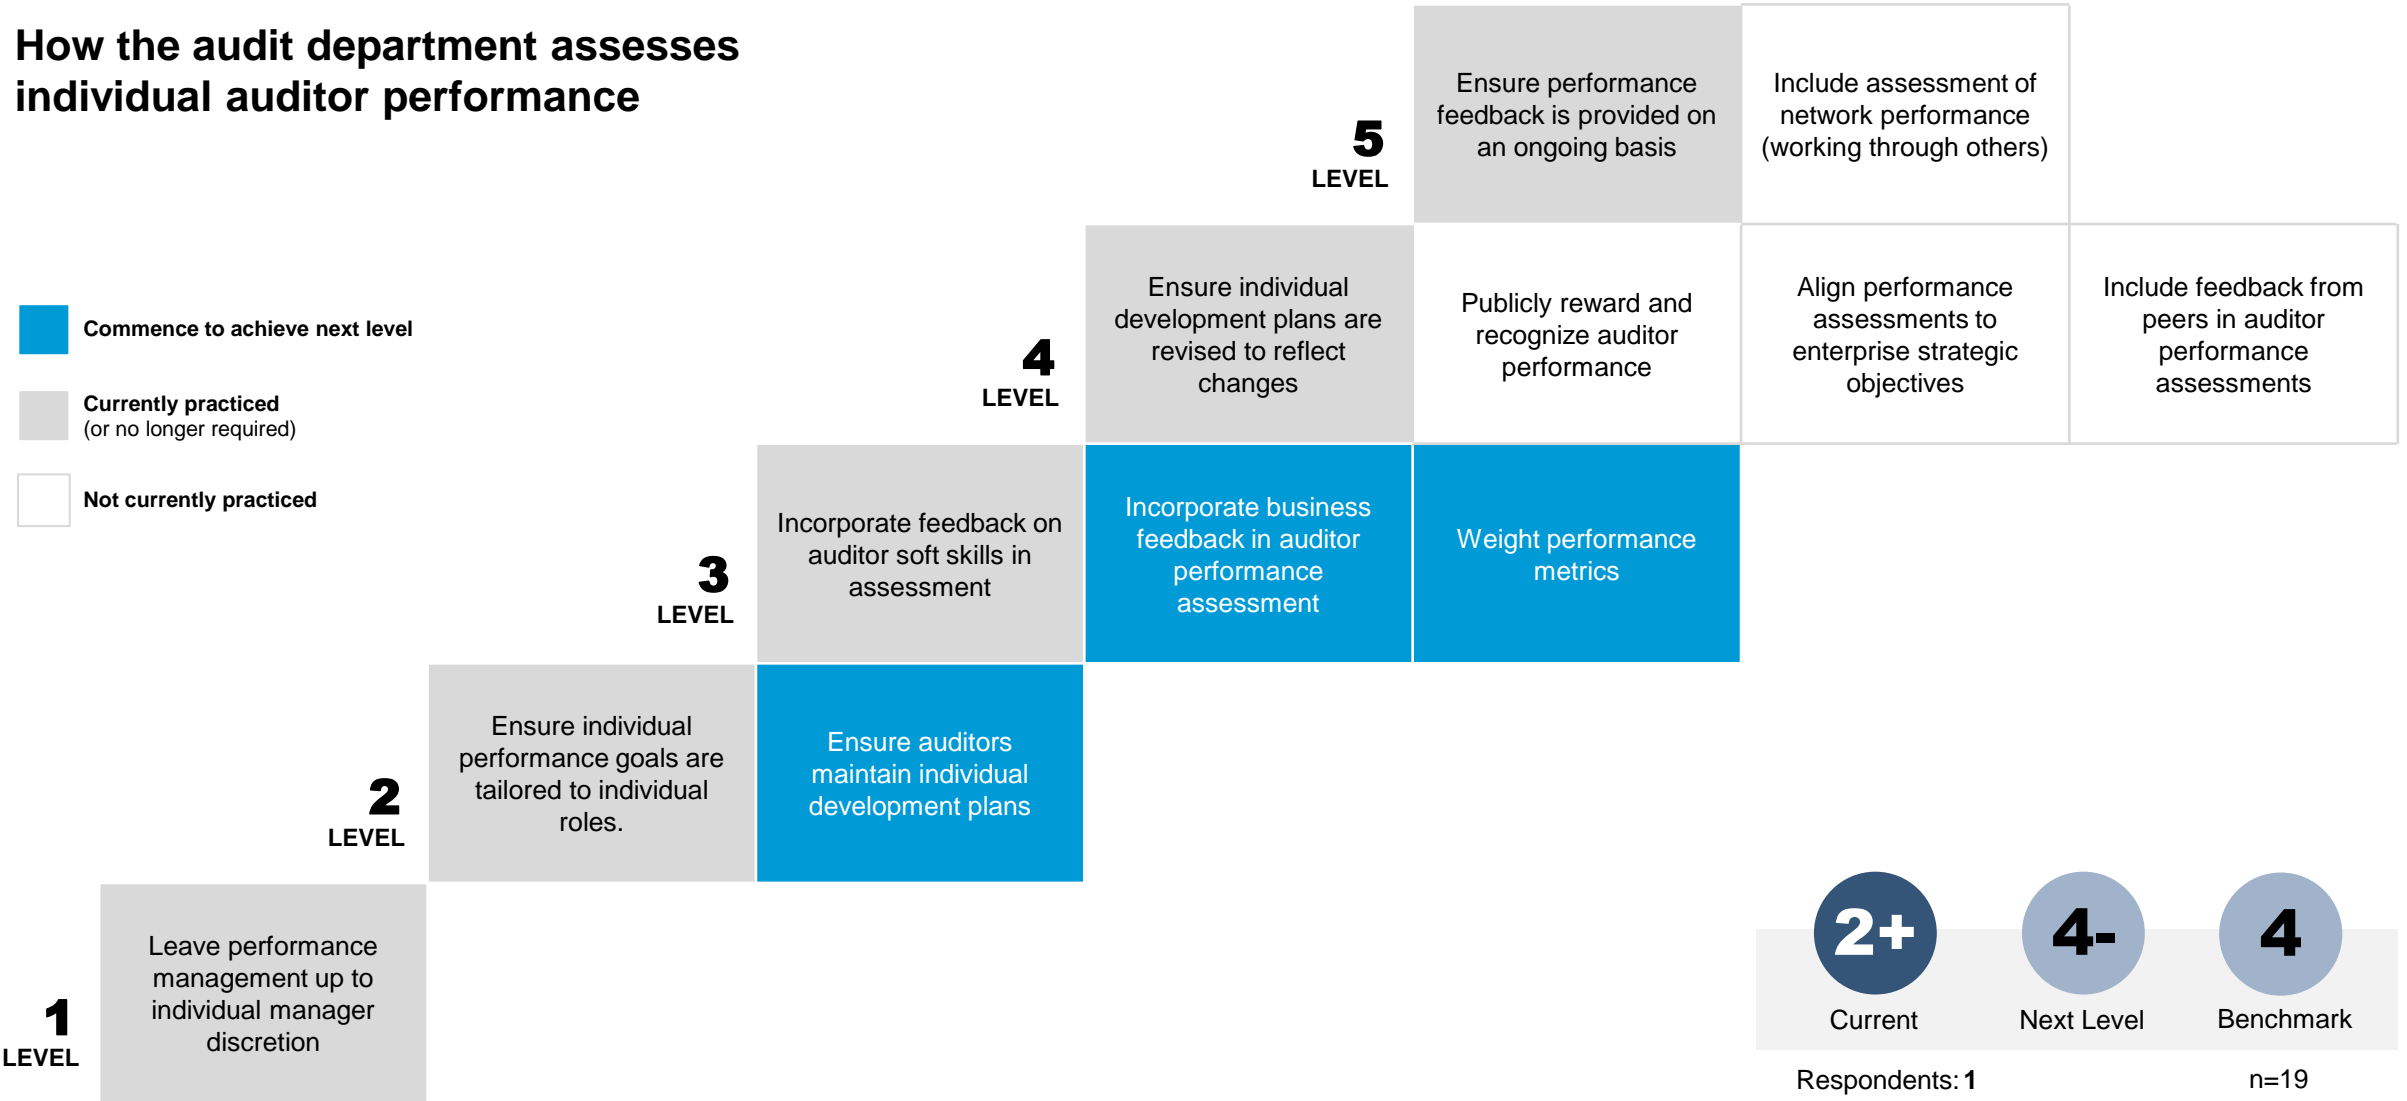 How the audit department assesses
individual auditor performance
Commence to achieve next level
Currently practiced
(or no longer required)
Not currently practiced
5
LEVEL
Ensure performance
feedback is provided on
an ongoing basis
Include assessment of
network performance
(working through others)
4
LEVEL
Ensure individual
development plans are
revised to reflect
changes
Publicly reward and
recognize auditor
performance
Align performance
assessments to
enterprise strategic
objectives
Include feedback from
peers in auditor
performance
assessments
3
LEVEL
Incorporate feedback on
auditor soft skills in
assessment
Incorporate business
feedback in auditor
performance
assessment
Weight performance
metrics
2
LEVEL
Ensure individual
performance goals are
tailored to individual
roles.
Ensure auditors
maintain individual
development plans
1
LEVEL
Leave performance
management up to
individual manager
discretion
2+
Current
4-
Next Level
4
Benchmark
Respondents: 1
n=19